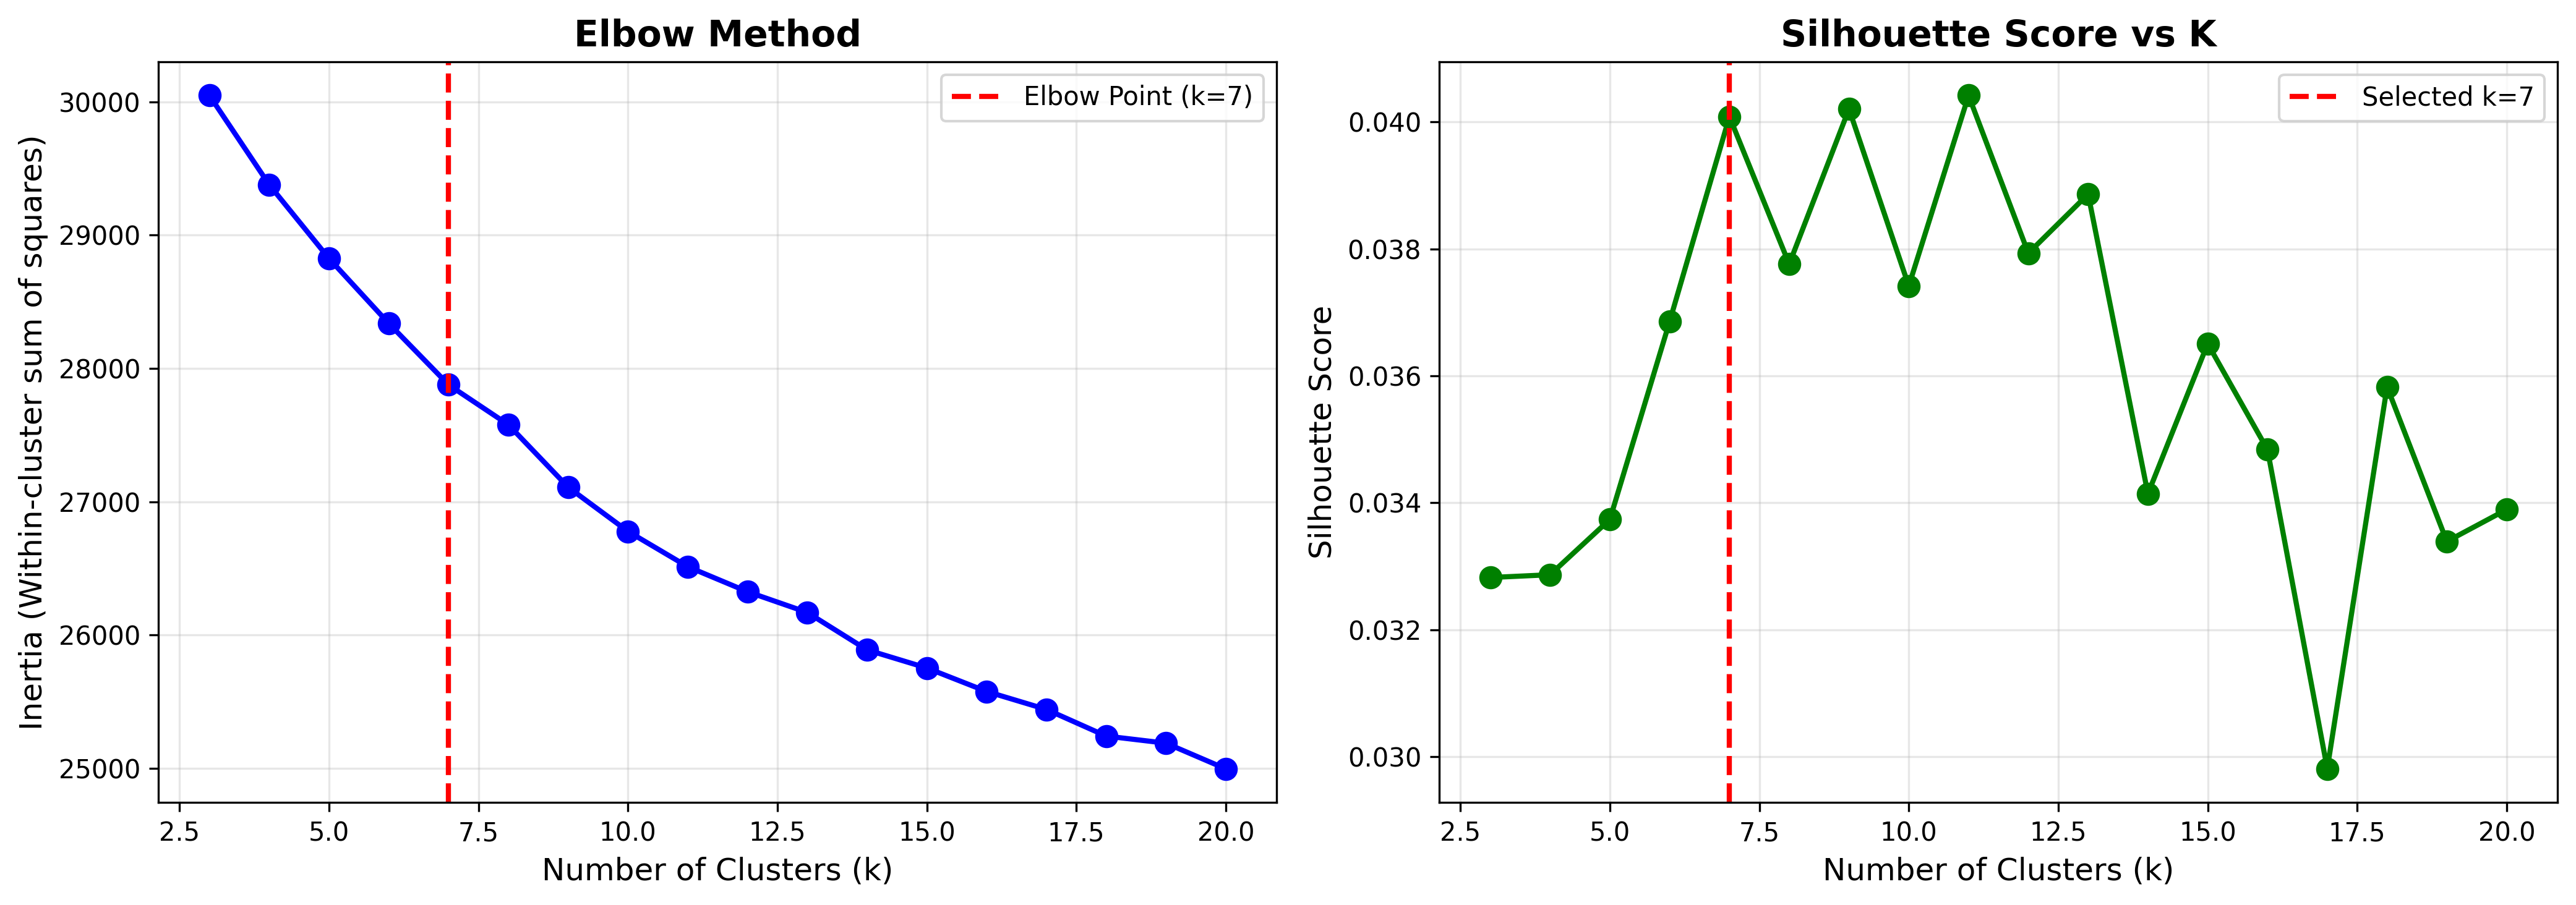 Elbow Method
Elbow Point (k=7)
30000
29000
28000
27000
26000
25000
Inertia (Within-cluster sum of squares)
2.5 5.0 7.5 10.0 12.5 15.0 17.5 20.0
Number of Clusters (k)
Silhouette Score vs K
Selected k=7
0.040
0.038
0.036
0.034
0.032
0.030
Silhouette Score
2.5 5.0 7.5 10.0 12.5 15.0 17.5 20.0
Number of Clusters (k)